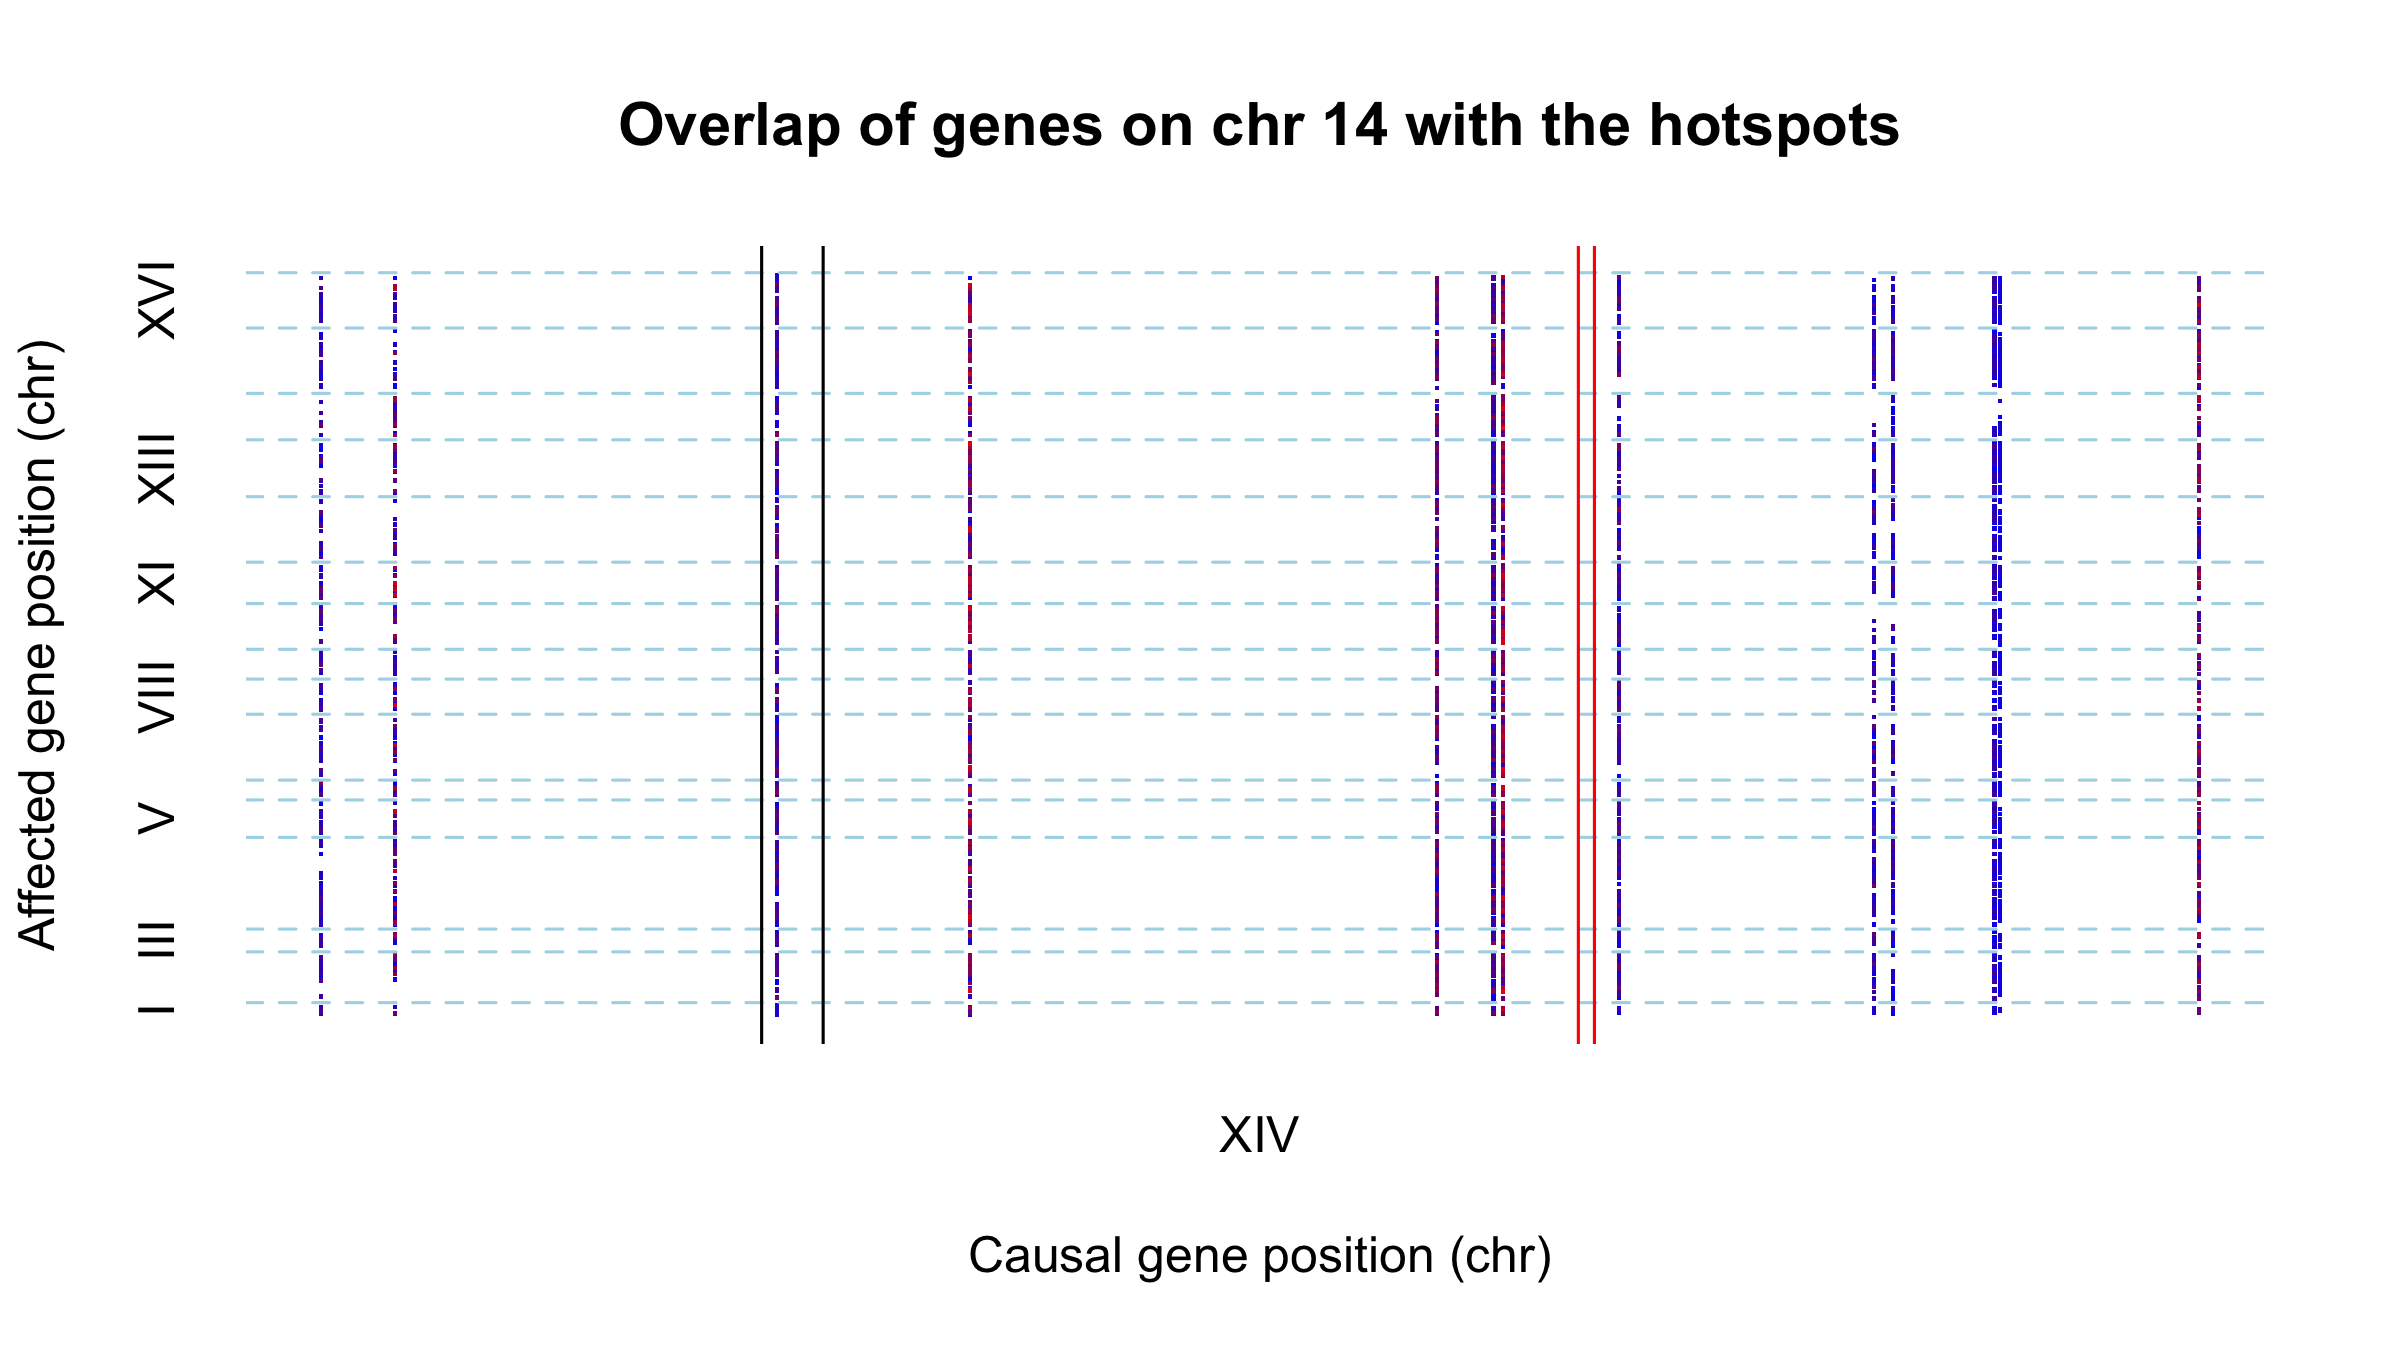 Overlap of genes on chr 14 with the hotspots
Affected gene position (chr)
XVI
XIII
XI
VIII
V
III
I
XIV
Causal gene position (chr)